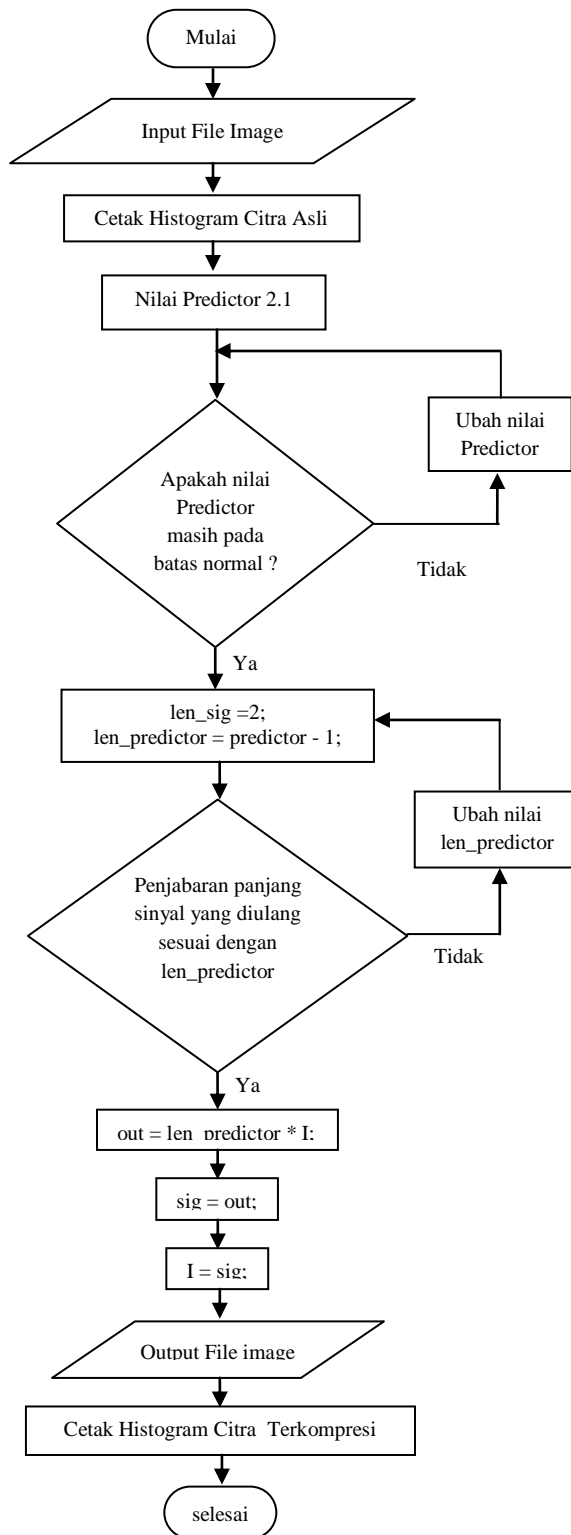 Mulai
Input File Image
Cetak Histogram Citra Asli
Nilai Predictor 2.1
Ubah nilai
Predictor
Apakah nilai
Predictor
masih pada
batas normal ?
Tidak
Ya
len_sig =2;
len_predictor = predictor - 1;
Ubah nilai
len_predictor
Penjabaran panjang
sinyal yang diulang
sesuai dengan
len_predictor
Tidak
Ya
out = len_predictor * I;
sig = out;
I = sig;
Output File image
Cetak Histogram Citra Terkompresi
selesai